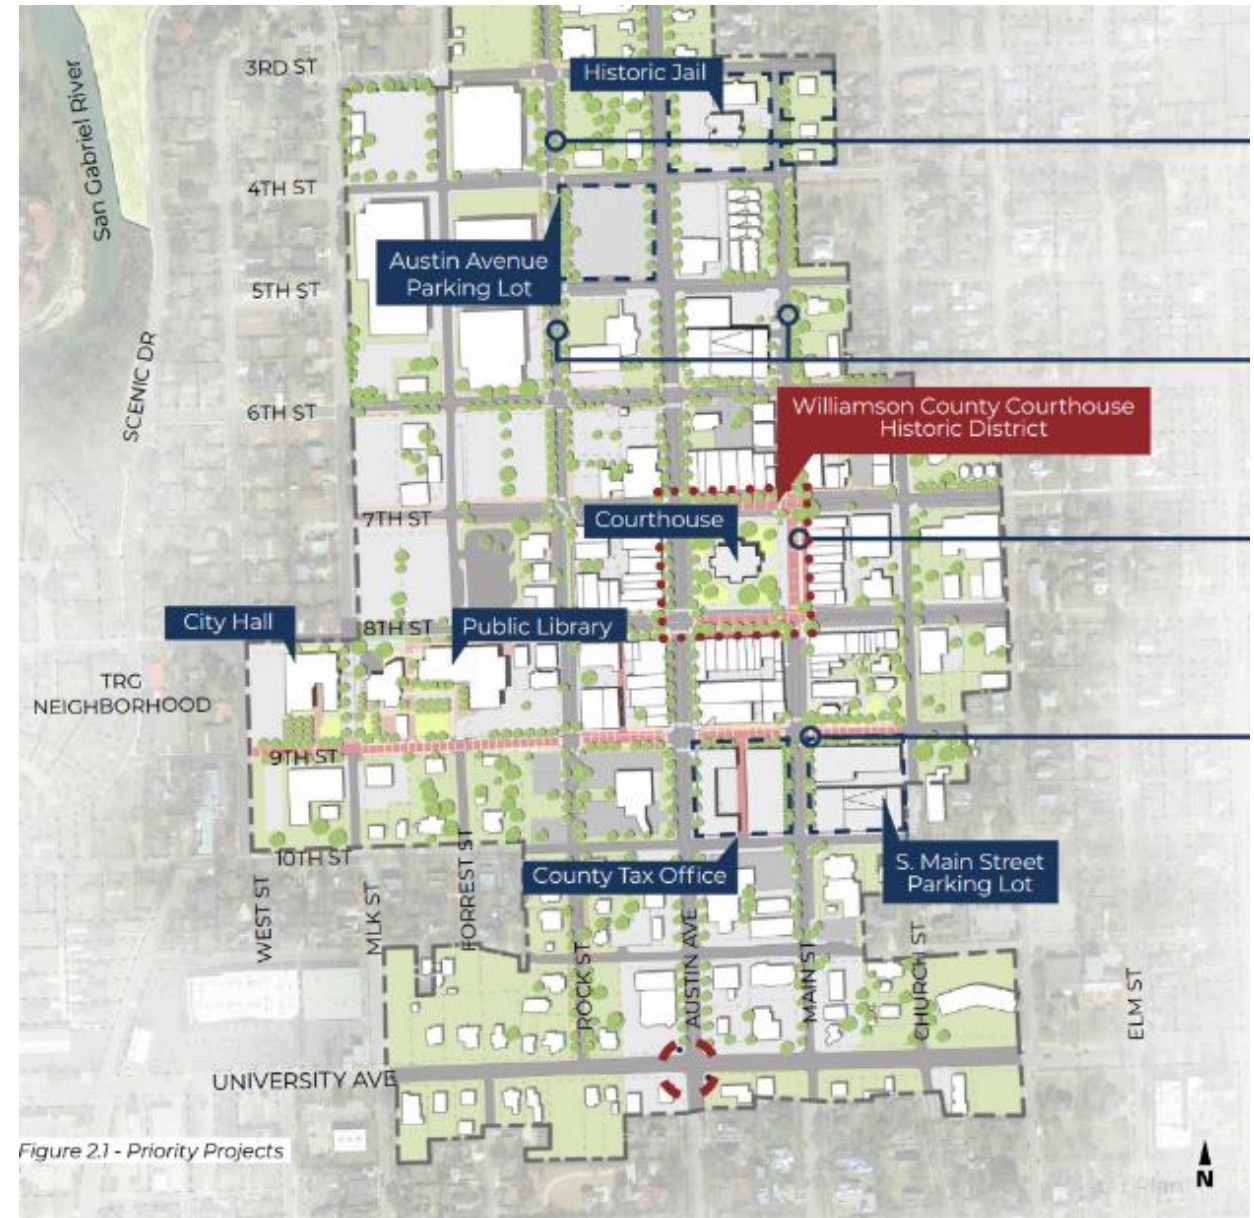 3RD ST
Historic Jail
San Gabriel River
4TH ST
Austin Avenue
Parking Lot
5TH ST
SCENIC DR
6TH ST
Williamson County Courthouse
Historic District
7TH ST
Courthouse
City Hall
8TH ST
Public Library
TRG
NEIGHBORHOOD
9TH ST
10TH ST
County Tax Office
S. Main Street
Parking Lot
WEST ST
MLK ST
FORREST ST
ROCK ST
AUSTIN AVE
MAIN ST
CHURCH ST
ELM ST
UNIVERSITY AVE
Figure 2.1 - Priority Projects
Plan
N